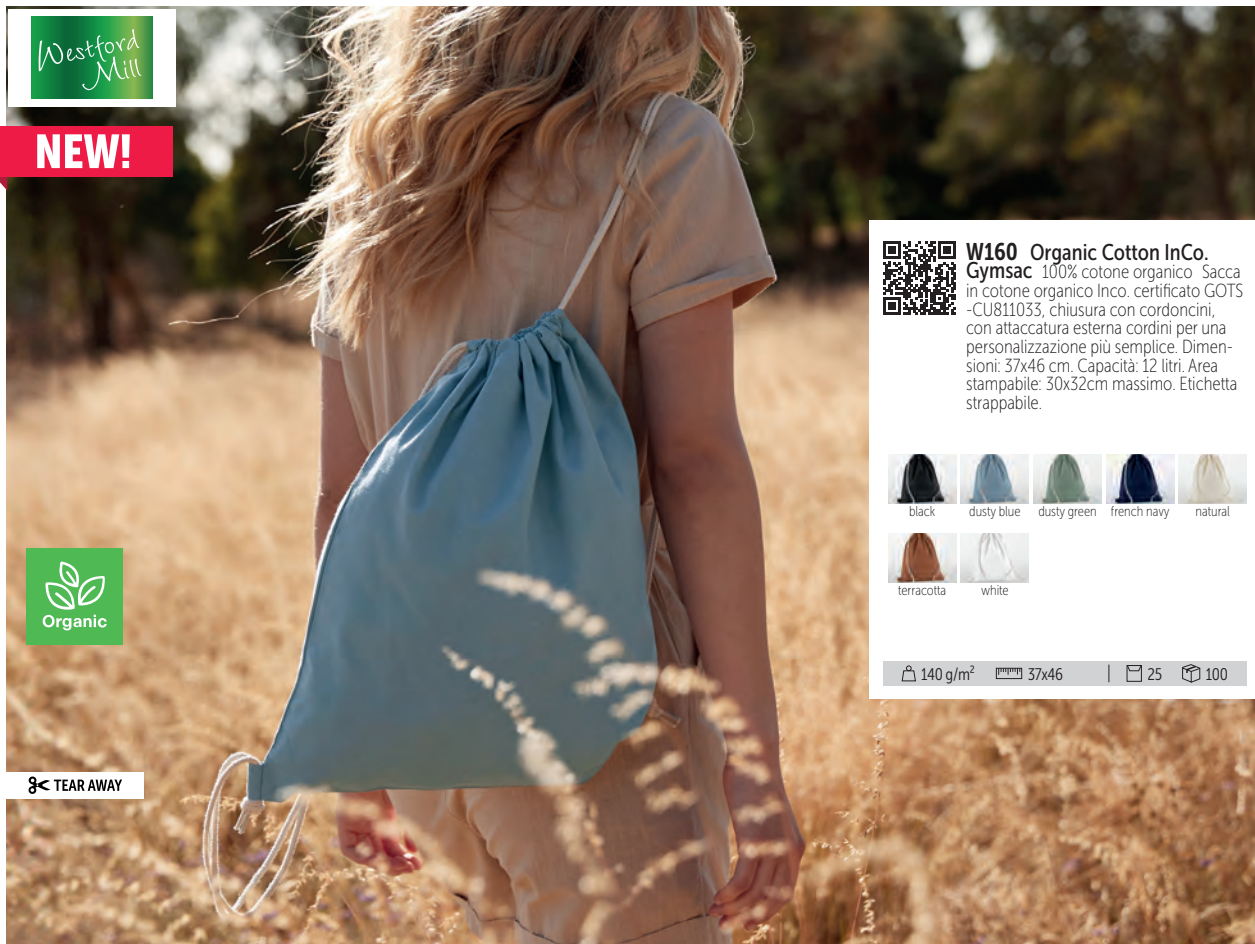 Westford
Mill
NEW!
W160 Organic Cotton InCo.
Gymsac 100% cotone organico Sacca
in cotone organico Inco. certificato GOTS
-CU811033, chiusura con cordoncini,
con attaccatura esterna cordini per una
personalizzazione più semplice. Dimen-
sioni: 37x46 cm. Capacità: 12 litri. Area
stampabile: 30x32cm massimo. Etichetta
strappabile.
black dusty blue dusty green french navy natural
terracotta white
Organic
140 g/m² 37x46 | 25 100
TEAR AWAY